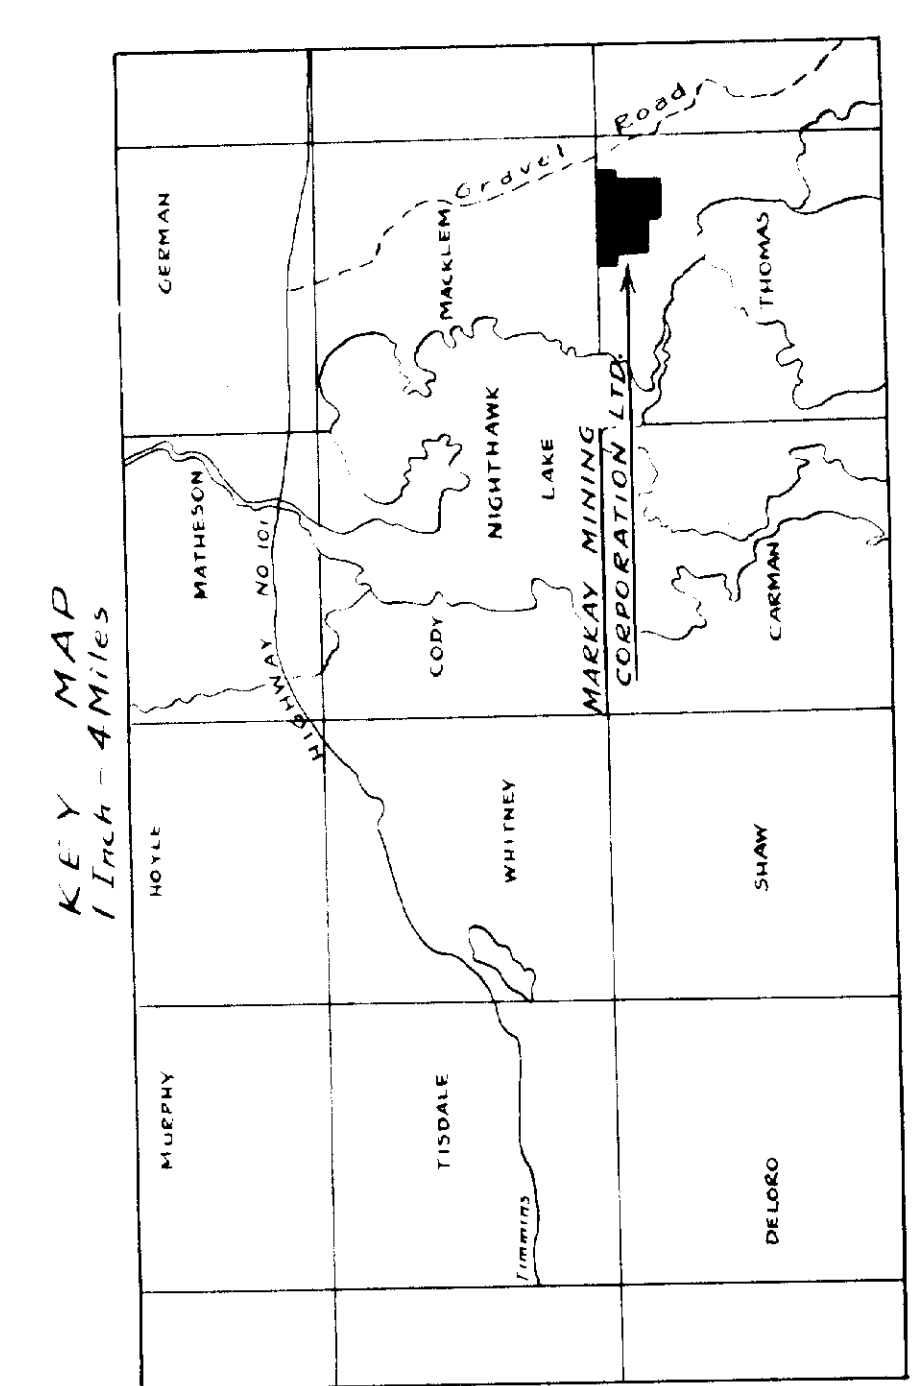 KEY MAP
1 Inch - 4 Miles
MURPHY
HOYLE
MATHESON
GERMAN
HIGHWAY NO 101
TISDALE
Timmins
WHITNEY
CODY
NIGHTHAWK
LAKE
MACKLEM
Gravel Road
MARKAY MINING
CORPORATION LTD.
DELORO
SHAW
CARMAN
THOMAS